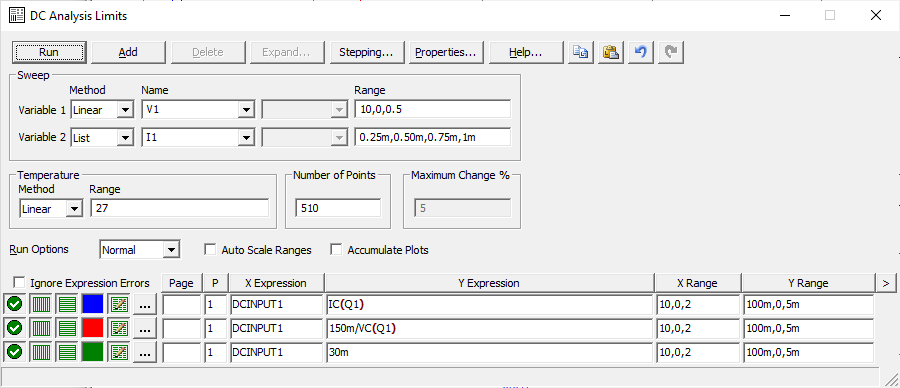 DC Analysis Limits
Run Add Delete Expand... Stepping... Properties... Help...
Sweep
Method Name Range
Variable 1 Linear V1 10,0,0.5
Variable 2 List I1 0.25m,0.50m,0.75m,1m
Temperature Number of Points Maximum Change %
Method Range
Linear 27 510 5
Run Options Normal Auto Scale Ranges Accumulate Plots
Ignore Expression Errors Page P X Expression Y Expression X Range Y Range >
... 1 DCINPUT1 IC(Q1) 10,0,2 100m,0,5m
... 1 DCINPUT1 150m/VC(Q1) 10,0,2 100m,0,5m
... 1 DCINPUT1 30m 10,0,2 100m,0,5m